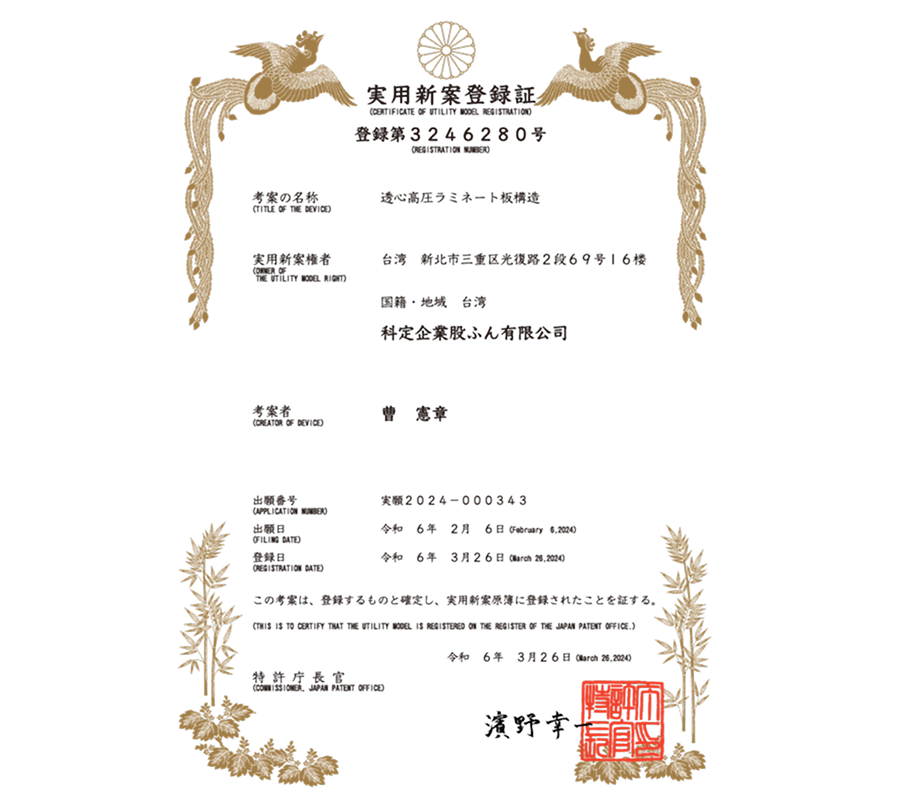 実用新案登録証
(CERTIFICATE OF UTILITY MODEL REGISTRATION)
登録第3246280号
(REGISTRATION NUMBER)
考案の名称 透心高圧ラミネート板構造
(TITLE OF THE DEVICE)
実用新案権者 台湾 新北市三重区光復路2段69号16楼
(OWNER OF
THE UTILITY MODEL RIGHT)
国籍・地域 台湾
科定企業股ふん有限公司
考案者 曹 憲章
(CREATOR OF DEVICE)
出願番号 実願2024-000343
(APPLICATION NUMBER)
出願日 令和 6年 2月 6日(February 6,2024)
(FILING DATE)
登録日 令和 6年 3月26日(March 26,2024)
(REGISTRATION DATE)
この考案は、登録するものと確定し、実用新案原簿に登録されたことを証する。
(THIS IS TO CERTIFY THAT THE UTILITY MODEL IS REGISTERED ON THE REGISTER OF THE JAPAN PATENT OFFICE.)
令和 6年 3月26日(March 26,2024)
特許庁長官
(COMMISSIONER, JAPAN PATENT OFFICE)
濱野幸一
特許庁長官之印